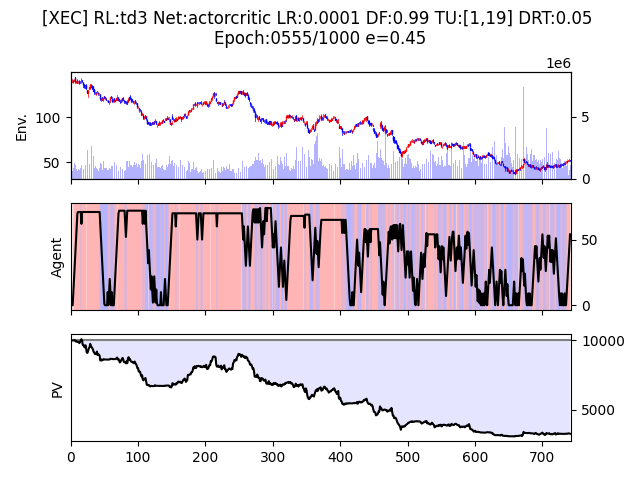 [XEC] RL:td3 Net:actorcritic LR:0.0001 DF:0.99 TU:[1,19] DRT:0.05
Epoch:0555/1000 e=0.45
1e6
Env.
100
50
5
0
Agent
50
0
PV
10000
5000
0 100 200 300 400 500 600 700